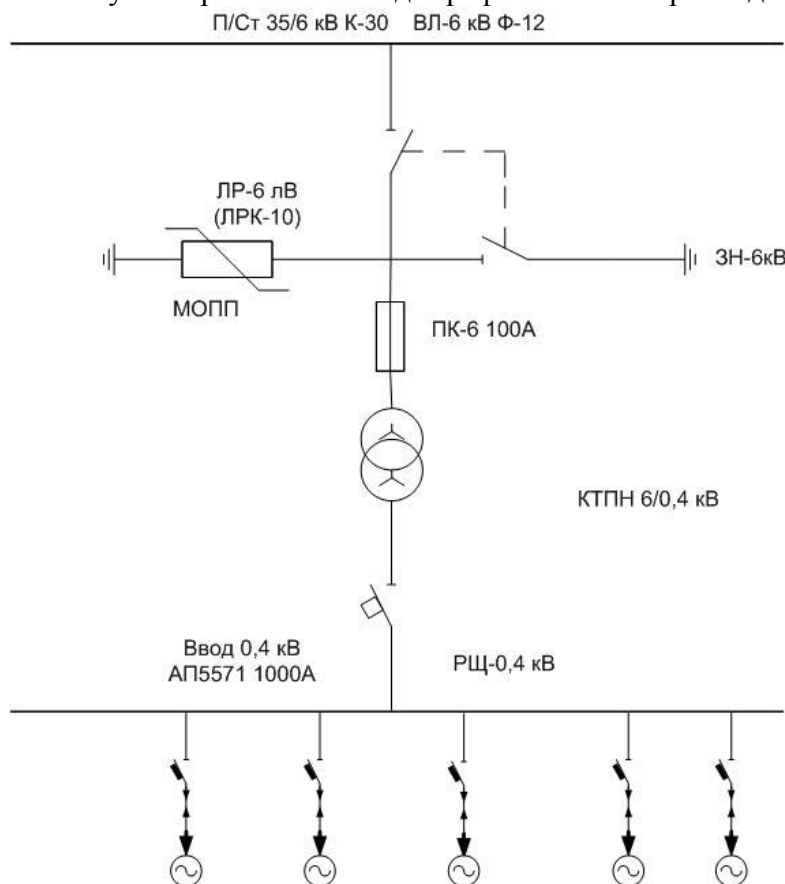 П/Ст 35/6 кВ К-30 ВЛ-6 кВ Ф-12
ЛР-6 лВ
(ЛРК-10)
ЗН-6кВ
МОПП
ПК-6 100А
КТПН 6/0,4 кВ
Ввод 0,4 кВ
АП5571 1000А
РЩ-0,4 кВ